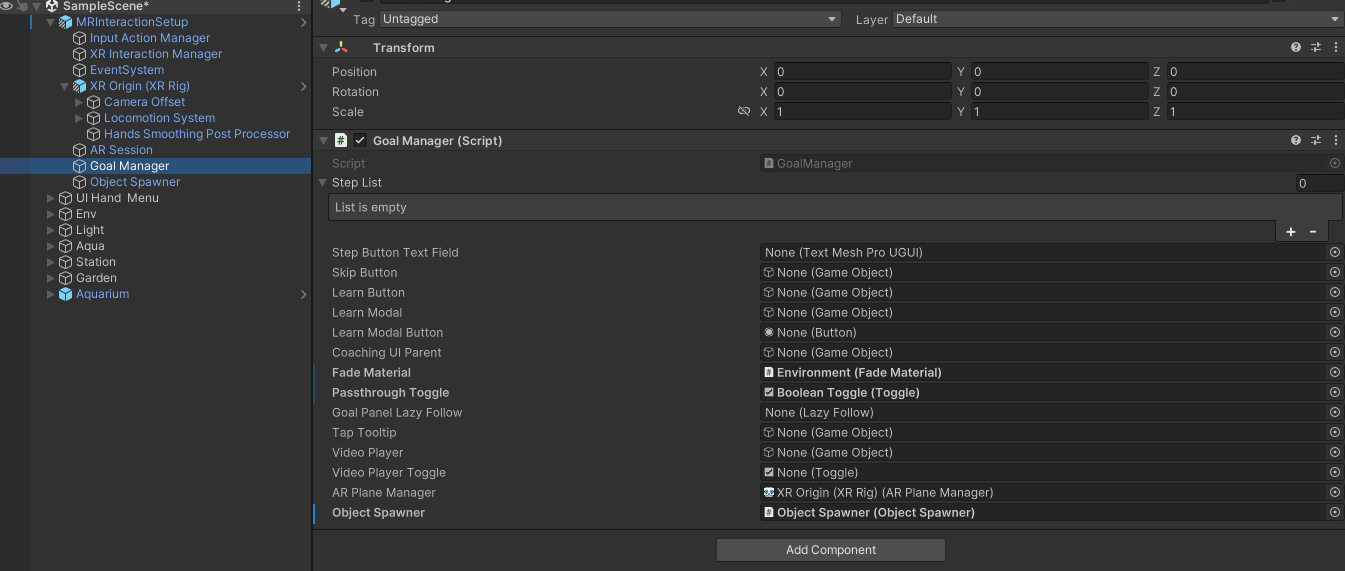 SampleScene*
MRInteractionSetup
Input Action Manager
XR Interaction Manager
EventSystem
XR Origin (XR Rig)
Camera Offset
Locomotion System
Hands Smoothing Post Processor
AR Session
Goal Manager
Object Spawner
UI Hand Menu
Env
Light
Aqua
Station
Garden
Aquarium
Tag Untagged Layer Default
Transform
Position X 0 Y 0 Z 0
Rotation X 0 Y 0 Z 0
Scale X 1 Y 1 Z 1
# Goal Manager (Script)
Script # GoalManager
Step List 0
List is empty
+ -
Step Button Text Field None (Text Mesh Pro UGUI)
Skip Button None (Game Object)
Learn Button None (Game Object)
Learn Modal None (Game Object)
Learn Modal Button None (Button)
Coaching UI Parent None (Game Object)
Fade Material # Environment (Fade Material)
Passthrough Toggle Boolean Toggle (Toggle)
Goal Panel Lazy Follow None (Lazy Follow)
Tap Tooltip None (Game Object)
Video Player None (Game Object)
Video Player Toggle None (Toggle)
AR Plane Manager XR Origin (XR Rig) (AR Plane Manager)
Object Spawner # Object Spawner (Object Spawner)
Add Component